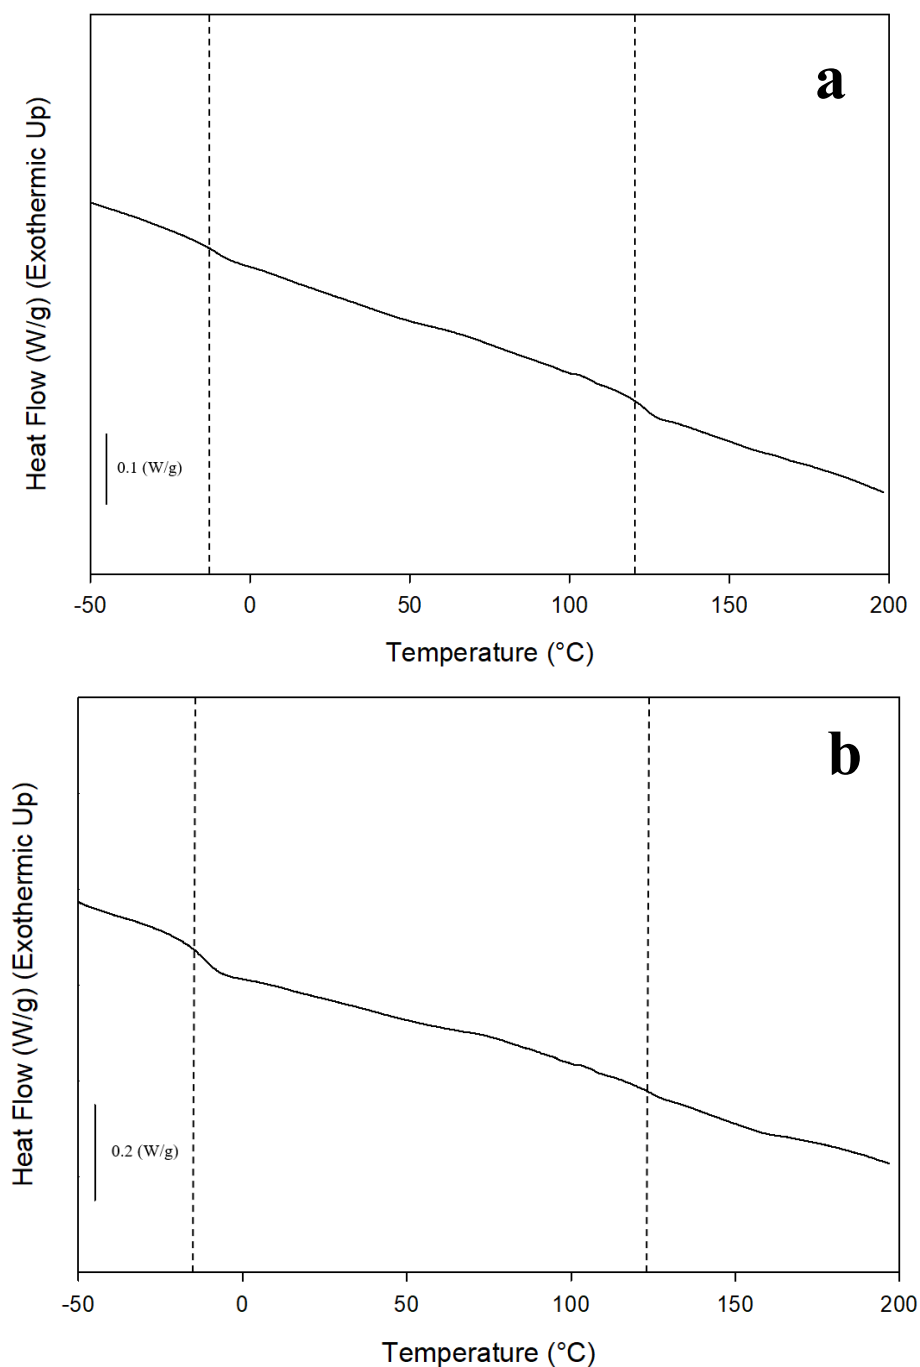 a
Heat Flow (W/g) (Exothermic Up)
0.1 (W/g)
-50 0 50 100 150 200
Temperature (°C)
b
Heat Flow (W/g) (Exothermic Up)
0.2 (W/g)
-50 0 50 100 150 200
Temperature (°C)